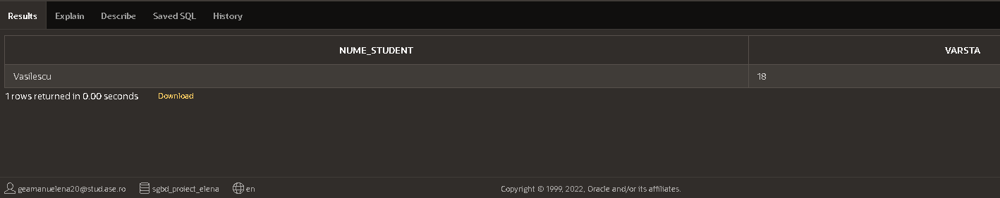 Results Explain Describe Saved SQL History
NUME_STUDENT VARSTA
Vasilescu 18
1 rows returned in 0.00 seconds Download
geamanuelena20@stud.ase.ro sgbd_proiect_elena en Copyright © 1999, 2022, Oracle and/or its affiliates.